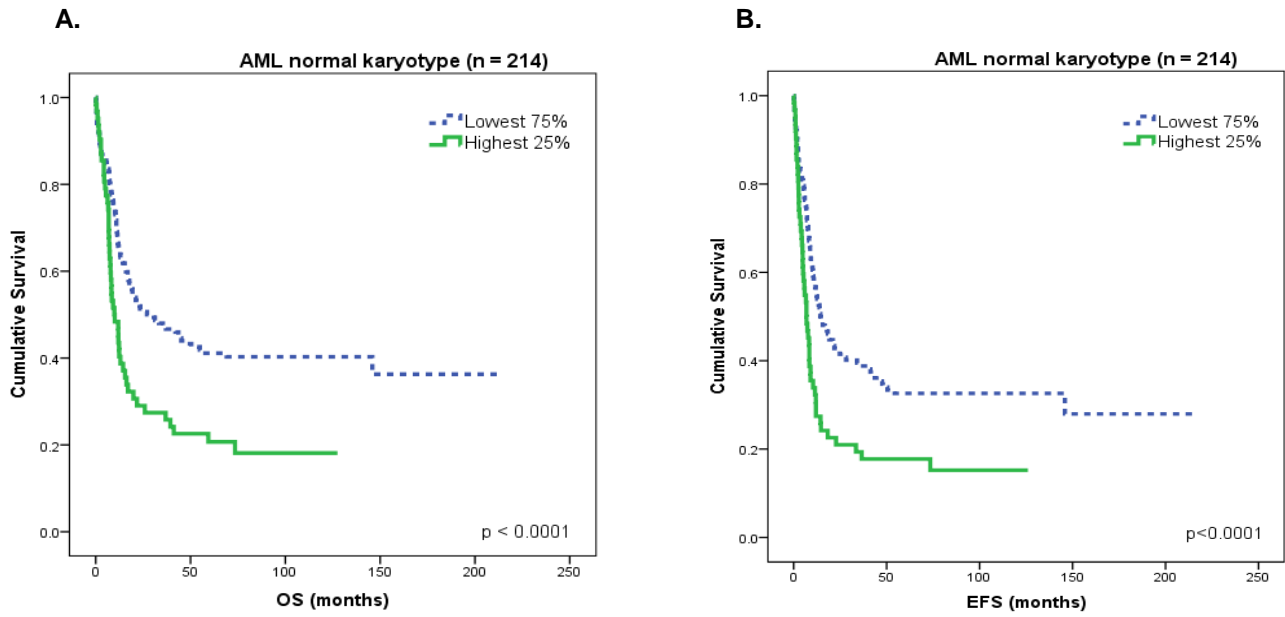 A.
AML normal karyotype (n = 214)
Lowest 75%
Highest 25%
1.0
0.8
0.6
0.4
0.2
0.0
Cumulative Survival
p < 0.0001
0 50 100 150 200 250
OS (months)
B.
AML normal karyotype (n = 214)
Lowest 75%
Highest 25%
1.0
0.8
0.6
0.4
0.2
0.0
Cumulative Survival
p<0.0001
0 50 100 150 200 250
EFS (months)